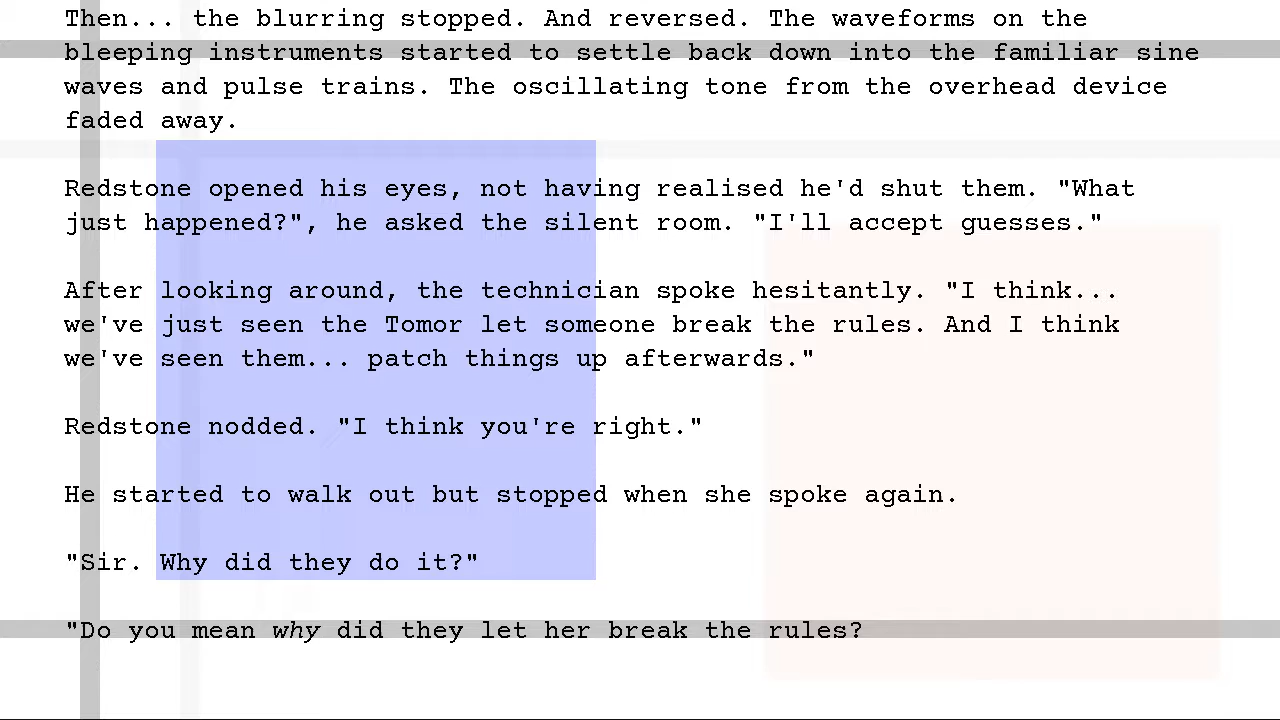 Then... the blurring stopped. And reversed. The waveforms on the
bleeping instruments started to settle back down into the familiar sine
waves and pulse trains. The oscillating tone from the overhead device
faded away.
Redstone opened his eyes, not having realised he'd shut them. "What
just happened?", he asked the silent room. "I'll accept guesses."
After looking around, the technician spoke hesitantly. "I think...
we've just seen the Tomor let someone break the rules. And I think
we've seen them... patch things up afterwards."
Redstone nodded. "I think you're right."
He started to walk out but stopped when she spoke again.
"Sir. Why did they do it?"
"Do you mean why did they let her break the rules?